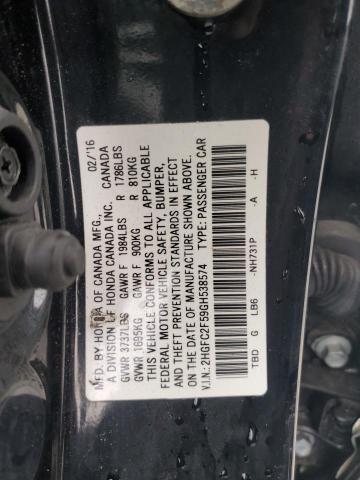 MFD. BY HONDA OF CANADA MFG., 02/16
A DIVISION OF HONDA CANADA INC. CANADA
GVWR 3737LBS GAWR F 1984LBS R 1786LBS
GVWR 1695KG GAWR F 900KG R 810KG
THIS VEHICLE CONFORMS TO ALL APPLICABLE
FEDERAL MOTOR VEHICLE SAFETY, BUMPER,
AND THEFT PREVENTION STANDARDS IN EFFECT
ON THE DATE OF MANUFACTURE SHOWN ABOVE.
V.I.N.: 2HGFC2F59GH538574 TYPE: PASSENGER CAR
TBD G LB6 -NH731P -A -H